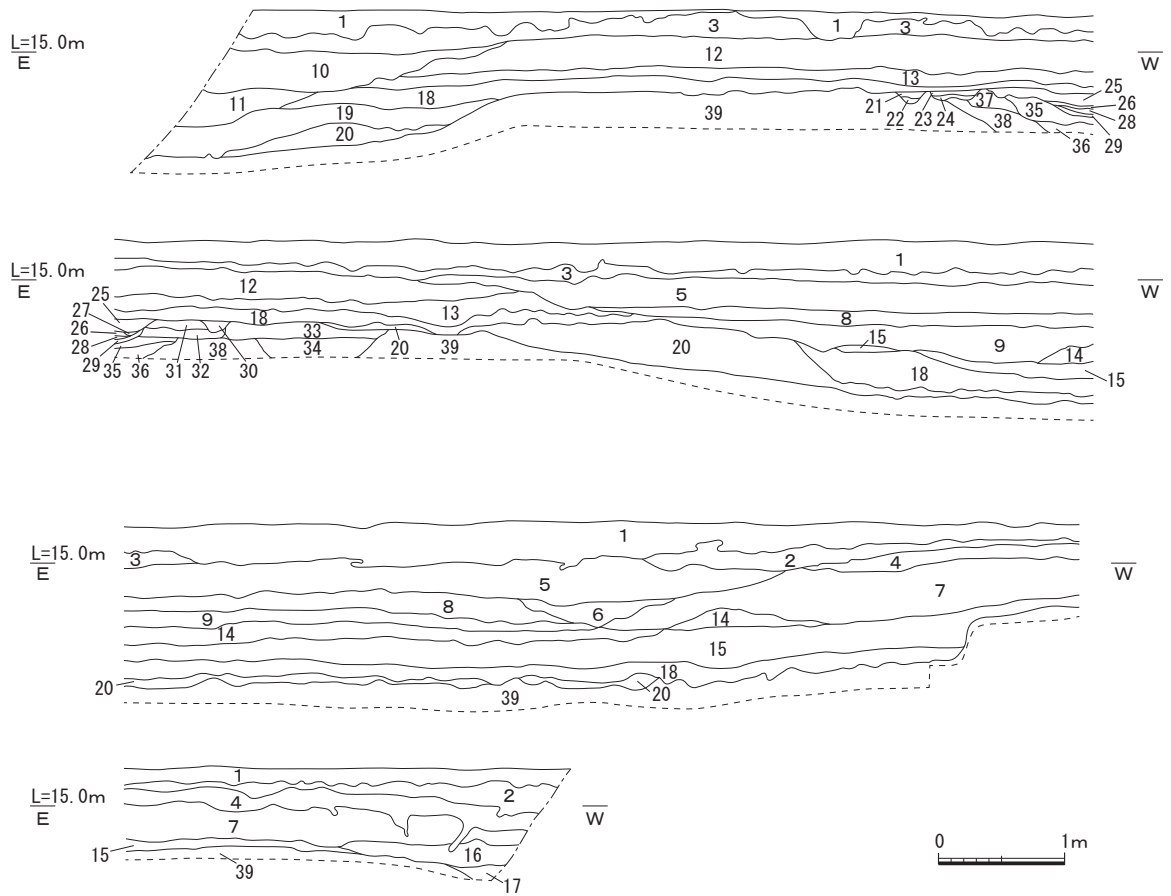 1 3 1 3
L=15.0m
E
W
12
10
13
25
11 18 21 37 26
19 39 22 23 24 35 28
20 38 36 29
L=15.0m
E
W
1
3
12 5
25 13 8
27 18 33 15
26 20 39 20 9 14
28 38 34 18 15
29 35 36 31 32 30
L=15.0m
E
W
1
3 2 4
5 7
8 6 14
9
14 15
18
20 39 20
L=15.0m
E
W
1
2
4
7
15 39 16
17
0 1m